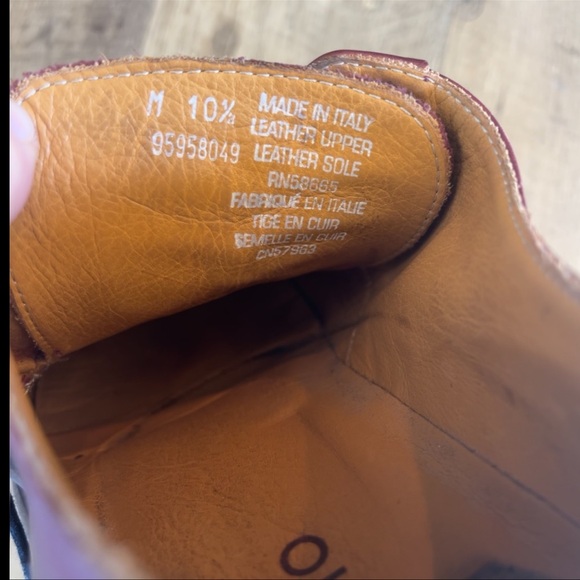 M 10½
95958049
MADE IN ITALY
LEATHER UPPER
LEATHER SOLE
RN53685
FABRIQUÉ EN ITALIE
TIGE EN CUIR
SEMELLE EN CUIR
CN57963